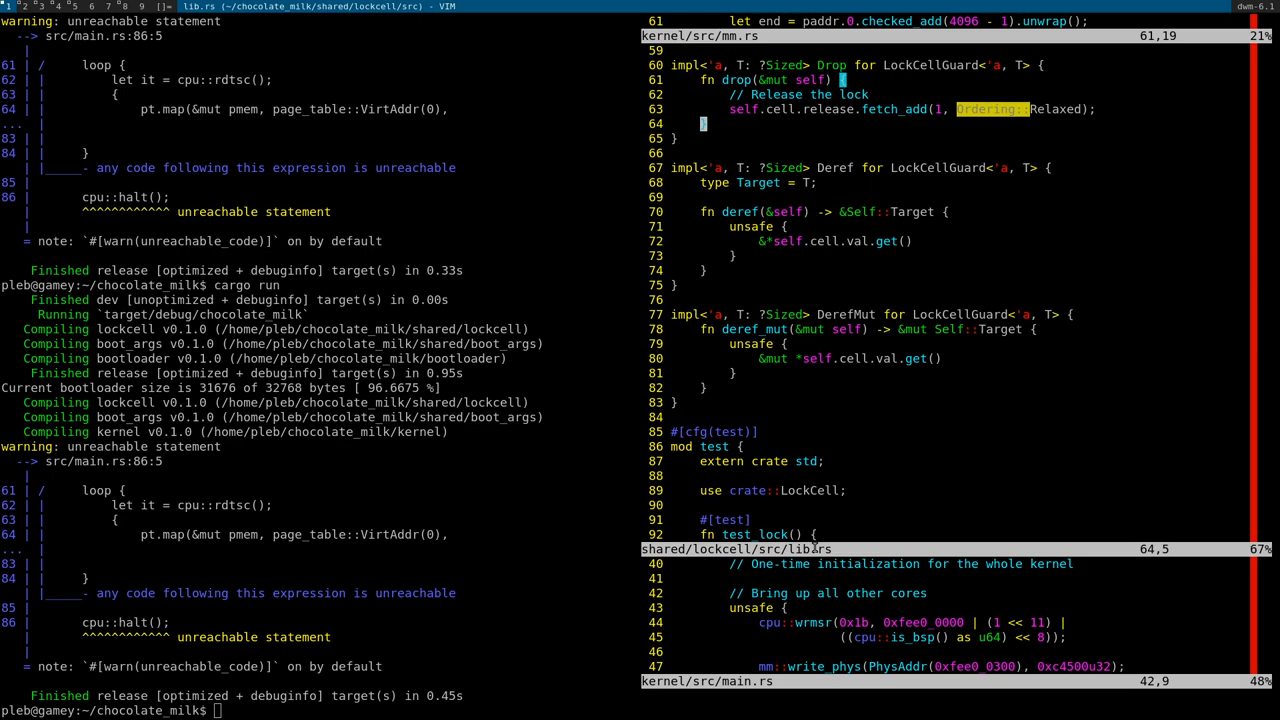 1 2 3 4 5 6 7 8 9 []= lib.rs (~/chocolate_milk/shared/lockcell/src) - VIM dwm-6.1
warning: unreachable statement
--> src/main.rs:86:5
|
61 | / loop {
62 | | let it = cpu::rdtsc();
63 | | {
64 | | pt.map(&mut pmem, page_table::VirtAddr(0),
... |
83 | |
84 | | }
| |_____- any code following this expression is unreachable
85 |
86 | cpu::halt();
| ^^^^^^^^^^^^ unreachable statement
|
= note: `#[warn(unreachable_code)]` on by default
Finished release [optimized + debuginfo] target(s) in 0.33s
pleb@gamey:~/chocolate_milk$ cargo run
Finished dev [unoptimized + debuginfo] target(s) in 0.00s
Running `target/debug/chocolate_milk`
Compiling lockcell v0.1.0 (/home/pleb/chocolate_milk/shared/lockcell)
Compiling boot_args v0.1.0 (/home/pleb/chocolate_milk/shared/boot_args)
Compiling bootloader v0.1.0 (/home/pleb/chocolate_milk/bootloader)
Finished release [optimized + debuginfo] target(s) in 0.95s
Current bootloader size is 31676 of 32768 bytes [ 96.6675 %]
Compiling lockcell v0.1.0 (/home/pleb/chocolate_milk/shared/lockcell)
Compiling boot_args v0.1.0 (/home/pleb/chocolate_milk/shared/boot_args)
Compiling kernel v0.1.0 (/home/pleb/chocolate_milk/kernel)
warning: unreachable statement
--> src/main.rs:86:5
|
61 | / loop {
62 | | let it = cpu::rdtsc();
63 | | {
64 | | pt.map(&mut pmem, page_table::VirtAddr(0),
... |
83 | |
84 | | }
| |_____- any code following this expression is unreachable
85 |
86 | cpu::halt();
| ^^^^^^^^^^^^ unreachable statement
|
= note: `#[warn(unreachable_code)]` on by default
Finished release [optimized + debuginfo] target(s) in 0.45s
pleb@gamey:~/chocolate_milk$
61 let end = paddr.0.checked_add(4096 - 1).unwrap();
kernel/src/mm.rs 61,19 21%
59
60 impl<'a, T: ?Sized> Drop for LockCellGuard<'a, T> {
61 fn drop(&mut self) {
62 // Release the lock
63 self.cell.release.fetch_add(1, Ordering::Relaxed);
64 }
65 }
66
67 impl<'a, T: ?Sized> Deref for LockCellGuard<'a, T> {
68 type Target = T;
69
70 fn deref(&self) -> &Self::Target {
71 unsafe {
72 &*self.cell.val.get()
73 }
74 }
75 }
76
77 impl<'a, T: ?Sized> DerefMut for LockCellGuard<'a, T> {
78 fn deref_mut(&mut self) -> &mut Self::Target {
79 unsafe {
80 &mut *self.cell.val.get()
81 }
82 }
83 }
84
85 #[cfg(test)]
86 mod test {
87 extern crate std;
88
89 use crate::LockCell;
90
91 #[test]
92 fn test_lock() {
shared/lockcell/src/lib.rs 64,5 67%
40 // One-time initialization for the whole kernel
41
42 // Bring up all other cores
43 unsafe {
44 cpu::wrmsr(0x1b, 0xfee0_0000 | (1 << 11) |
45 ((cpu::is_bsp() as u64) << 8));
46
47 mm::write_phys(PhysAddr(0xfee0_0300), 0xc4500u32);
kernel/src/main.rs 42,9 48%